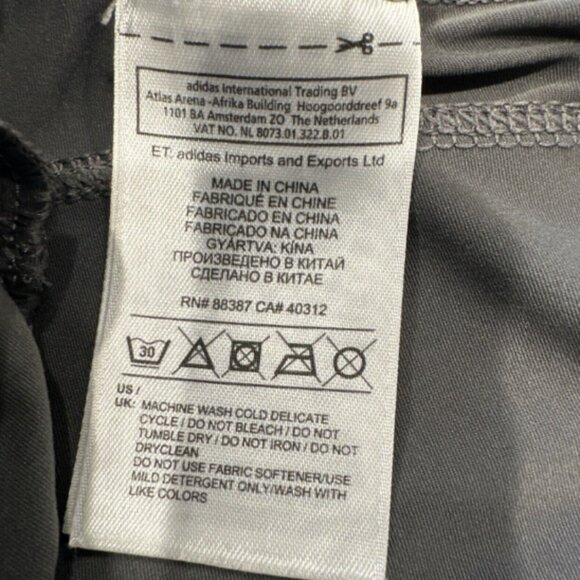 adidas International Trading BV
Atlas Arena-Afrika Building Hoogoorddreef 9a
1101 BA Amsterdam ZO The Netherlands
VAT NO. NL 8073.01.322.B.01
ET: adidas Imports and Exports Ltd
MADE IN CHINA
FABRIQUÉ EN CHINE
FABRICADO EN CHINA
FABRICADO NA CHINA
GYÁRTVA: KÍNA
ПРОИЗВЕДЕНО В КИТАЙ
СДЕЛАНО В КИТАЕ
RN# 88387 CA# 40312
30
US /
UK: MACHINE WASH COLD DELICATE
CYCLE / DO NOT BLEACH / DO NOT
TUMBLE DRY / DO NOT IRON / DO NOT
DRYCLEAN
DO NOT USE FABRIC SOFTENER/USE
MILD DETERGENT ONLY/WASH WITH
LIKE COLORS